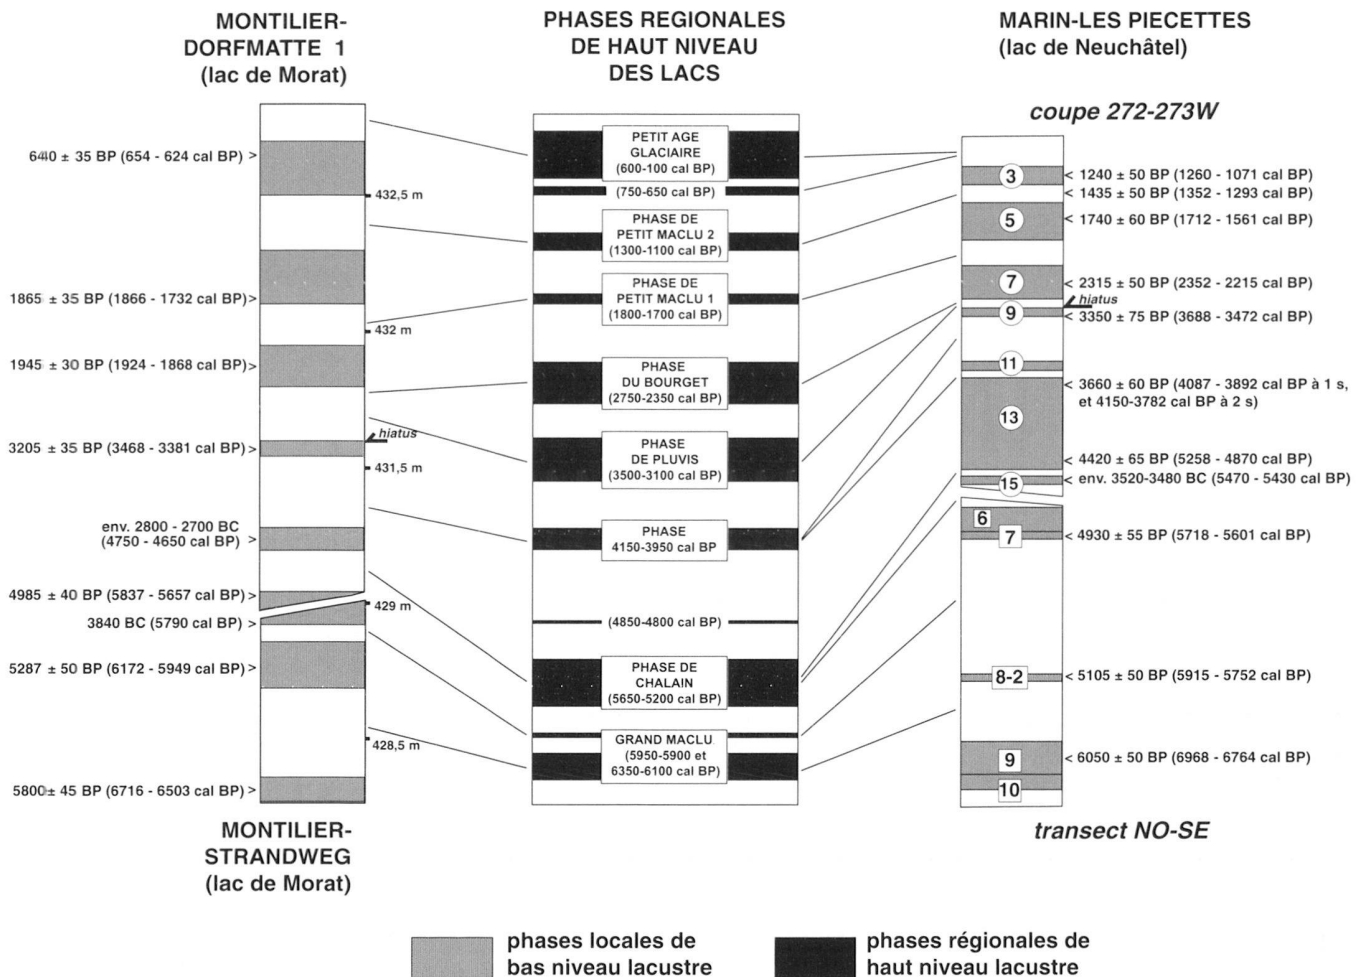 MONTILIER-
DORFMATTE 1
(lac de Morat)
640 ± 35 BP (654 - 624 cal BP) >
432,5 m
1865 ± 35 BP (1866 - 1732 cal BP) >
432 m
1945 ± 30 BP (1924 - 1868 cal BP) >
hiatus
3205 ± 35 BP (3468 - 3381 cal BP) >
431,5 m
env. 2800 - 2700 BC
(4750 - 4650 cal BP) >
4985 ± 40 BP (5837 - 5657 cal BP) >
429 m
3840 BC (5790 cal BP) >
5287 ± 50 BP (6172 - 5949 cal BP) >
428,5 m
5800 ± 45 BP (6716 - 6503 cal BP) >
MONTILIER-
STRANDWEG
(lac de Morat)
PHASES REGIONALES
DE HAUT NIVEAU
DES LACS
PETIT AGE
GLACIAIRE
(600-100 cal BP)
(750-650 cal BP)
PHASE DE
PETIT MACLU 2
(1300-1100 cal BP)
PHASE DE
PETIT MACLU 1
(1800-1700 cal BP)
PHASE
DU BOURGET
(2750-2350 cal BP)
PHASE
DE PLUVIS
(3500-3100 cal BP)
PHASE
4150-3950 cal BP
(4850-4800 cal BP)
PHASE DE
CHALAIN
(5650-5200 cal BP)
GRAND MACLU
(5950-5900 et
6350-6100 cal BP)
MARIN-LES PIECETTES
(lac de Neuchâtel)
coupe 272-273W
3 < 1240 ± 50 BP (1260 - 1071 cal BP)
< 1435 ± 50 BP (1352 - 1293 cal BP)
5 < 1740 ± 60 BP (1712 - 1561 cal BP)
7 < 2315 ± 50 BP (2352 - 2215 cal BP)
hiatus
9 < 3350 ± 75 BP (3688 - 3472 cal BP)
11
< 3660 ± 60 BP (4087 - 3892 cal BP à 1 s,
et 4150-3782 cal BP à 2 s)
13
< 4420 ± 65 BP (5258 - 4870 cal BP)
15 < env. 3520-3480 BC (5470 - 5430 cal BP)
6
7 < 4930 ± 55 BP (5718 - 5601 cal BP)
8-2 < 5105 ± 50 BP (5915 - 5752 cal BP)
9 < 6050 ± 50 BP (6968 - 6764 cal BP)
10
transect NO-SE
phases locales de
bas niveau lacustre
phases régionales de
haut niveau lacustre